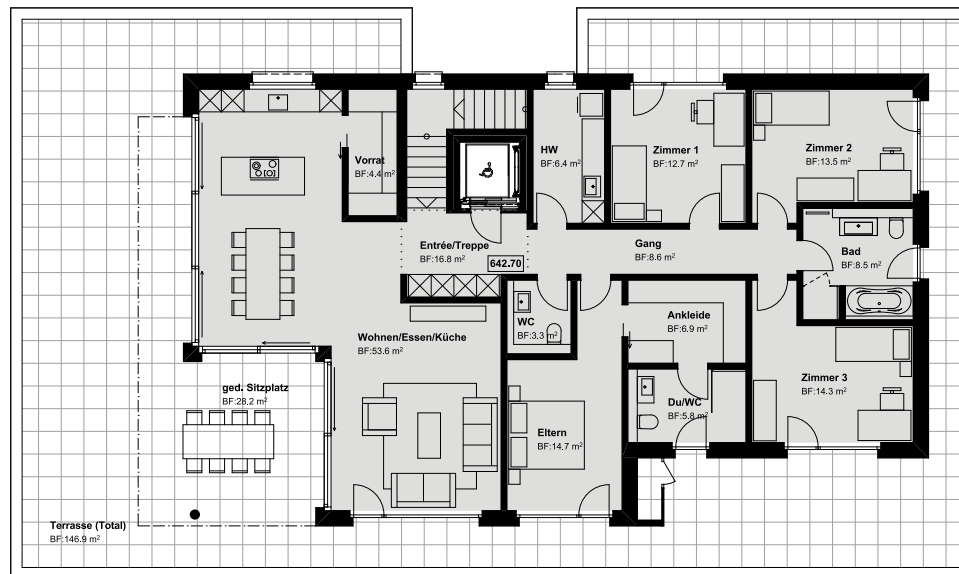 Vorrat
BF:4.4 m²
HW
BF:6.4 m²
Zimmer 1
BF:12.7 m²
Zimmer 2
BF:13.5 m²
Entrée/Treppe
BF:16.8 m²
642.70
Gang
BF:8.6 m²
Bad
BF:8.5 m²
Wohnen/Essen/Küche
BF:53.6 m²
WC
BF:3.3 m²
Ankleide
BF:6.9 m²
ged. Sitzplatz
BF:28.2 m²
Zimmer 3
BF:14.3 m²
Du/WC
BF:5.8 m²
Eltern
BF:14.7 m²
Terrasse (Total)
BF:146.9 m²